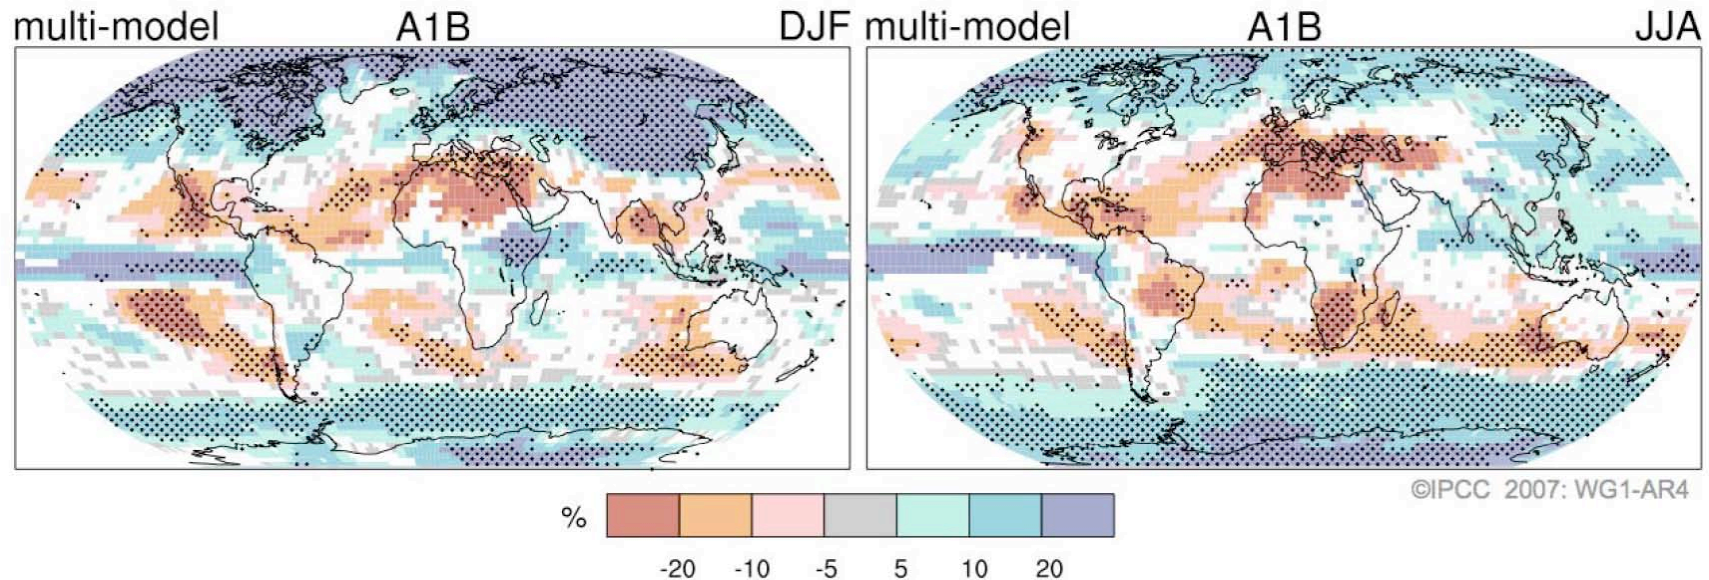 multi-model A1B DJF
multi-model A1B JJA
©IPCC 2007: WG1-AR4
%
-20 -10 -5 5 10 20